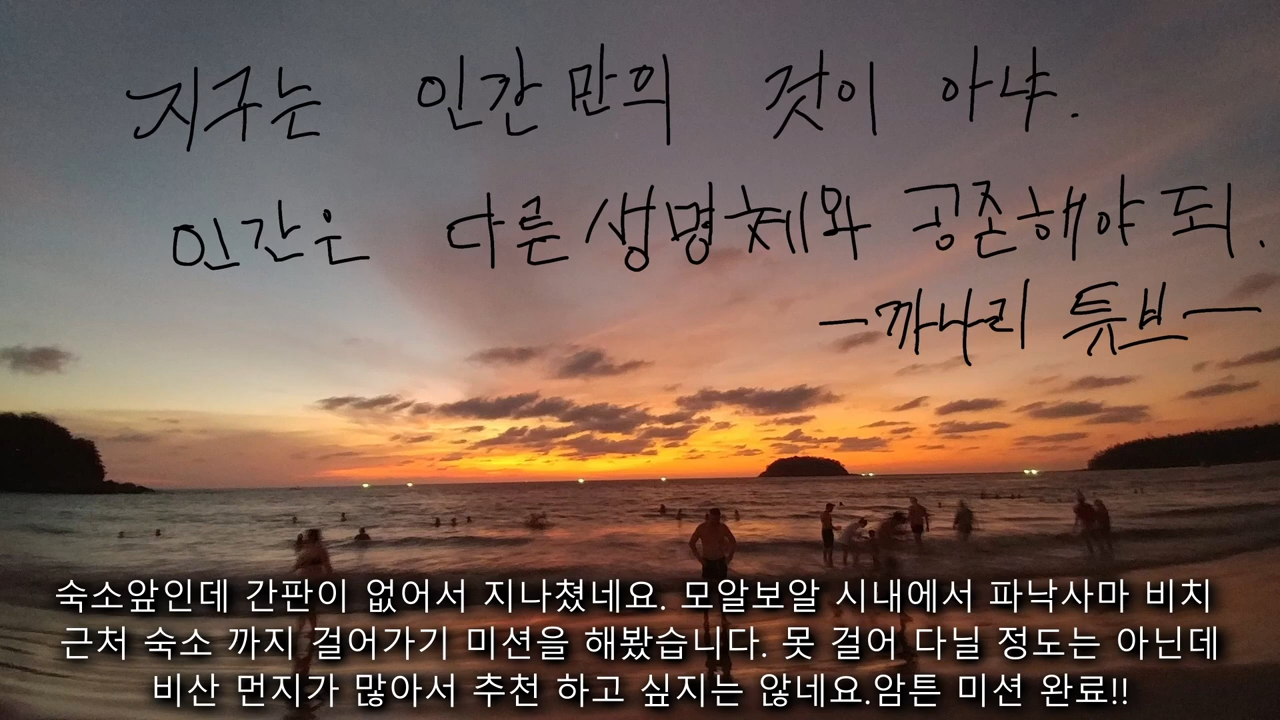 지구는 인간만의 것이 아냐.
인간은 다른 생명체와 공존해야 되.
-까나리 튜브-
숙소앞인데 간판이 없어서 지나쳤네요. 모알보알 시내에서 파낙사마 비치
근처 숙소 까지 걸어가기 미션을 해봤습니다. 못 걸어 다닐 정도는 아닌데
비산 먼지가 많아서 추천 하고 싶지는 않네요.암튼 미션 완료!!